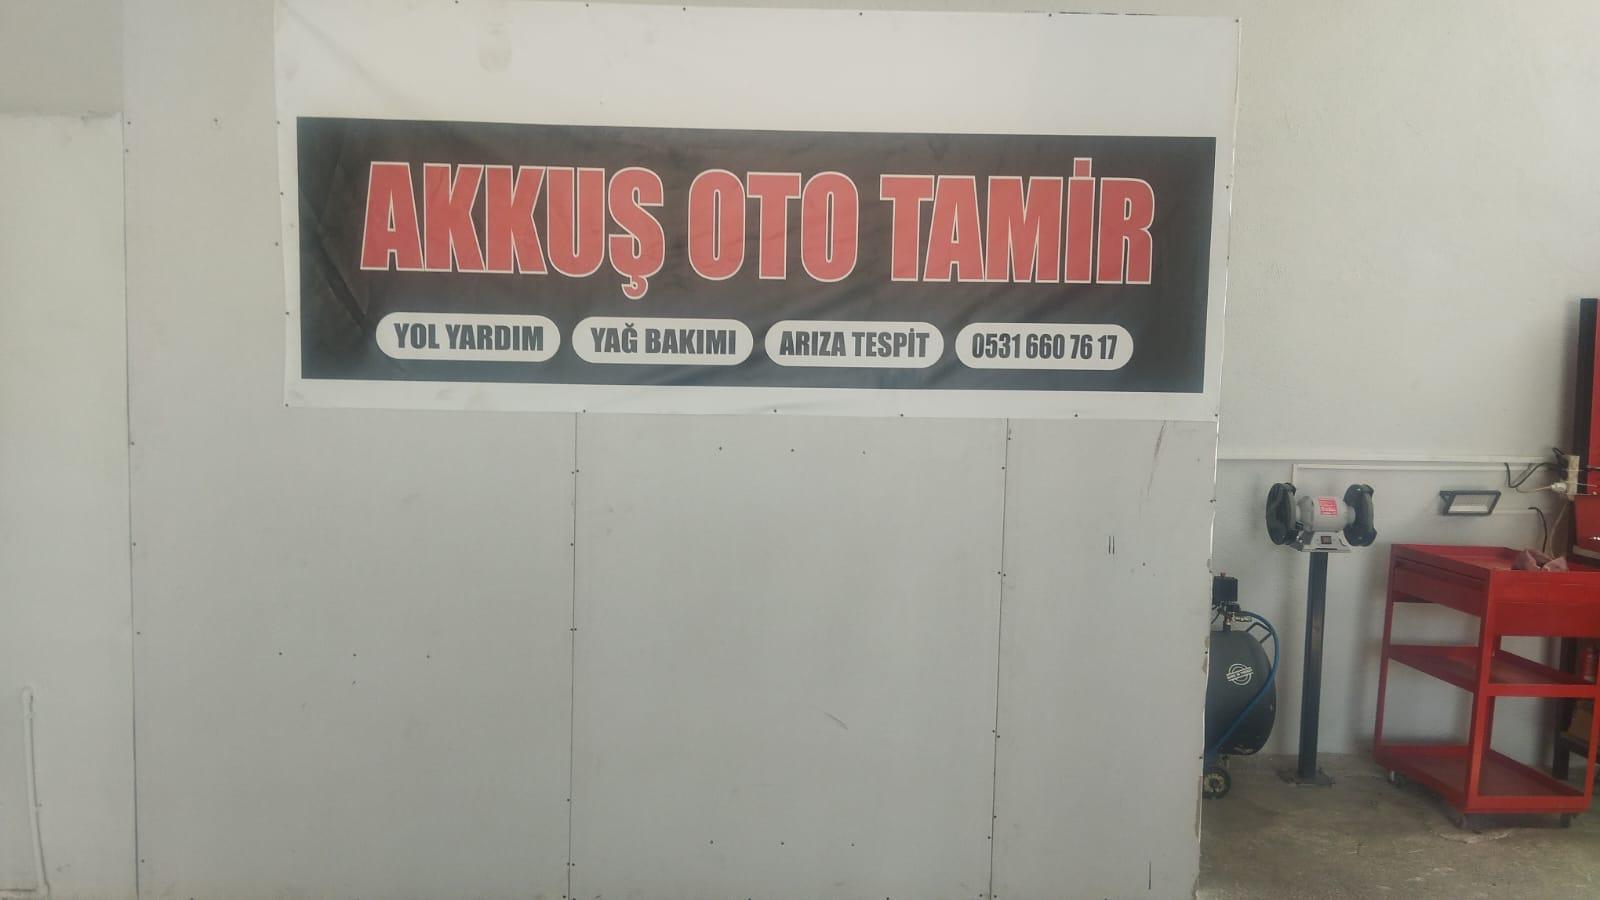 AKKUŞ OTO TAMİR
YOL YARDIM YAĞ BAKIMI ARIZA TESPİT 0531 660 76 17